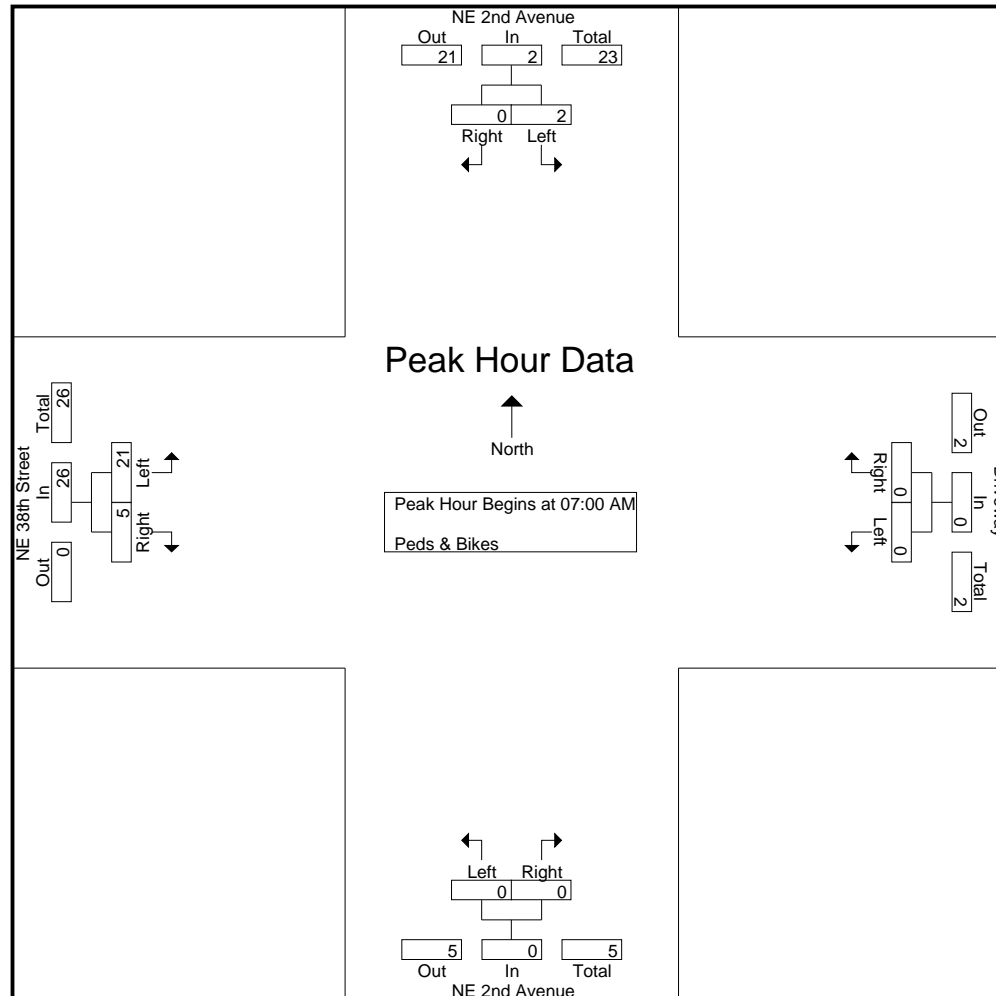 NE 2nd Avenue
Out In Total
21 2 23
0 2
Right Left
Peak Hour Data
North
Peak Hour Begins at 07:00 AM
Peds & Bikes
NE 38th Street
Out In Total
0 26 26
Left
21
Right
5
Out In Total
2 0 2
Right
0
Left
0
Left Right
0 0
5 0 5
Out In Total
NE 2nd Avenue